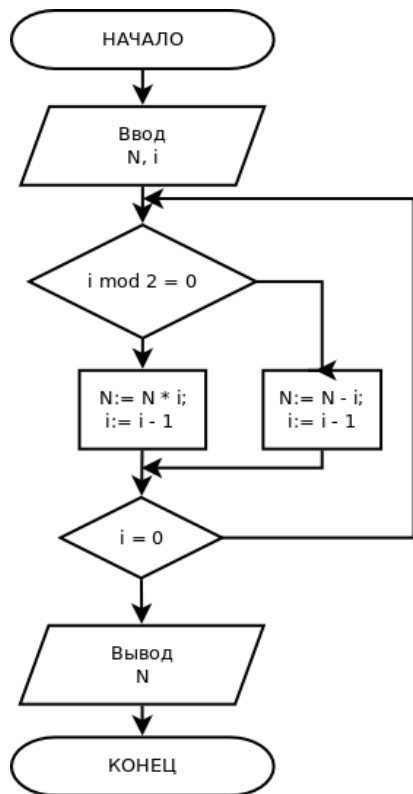 НАЧАЛО
Ввод
N, i
i mod 2 = 0
N:= N * i;
i:= i - 1
N:= N - i;
i:= i - 1
i = 0
Вывод
N
КОНЕЦ